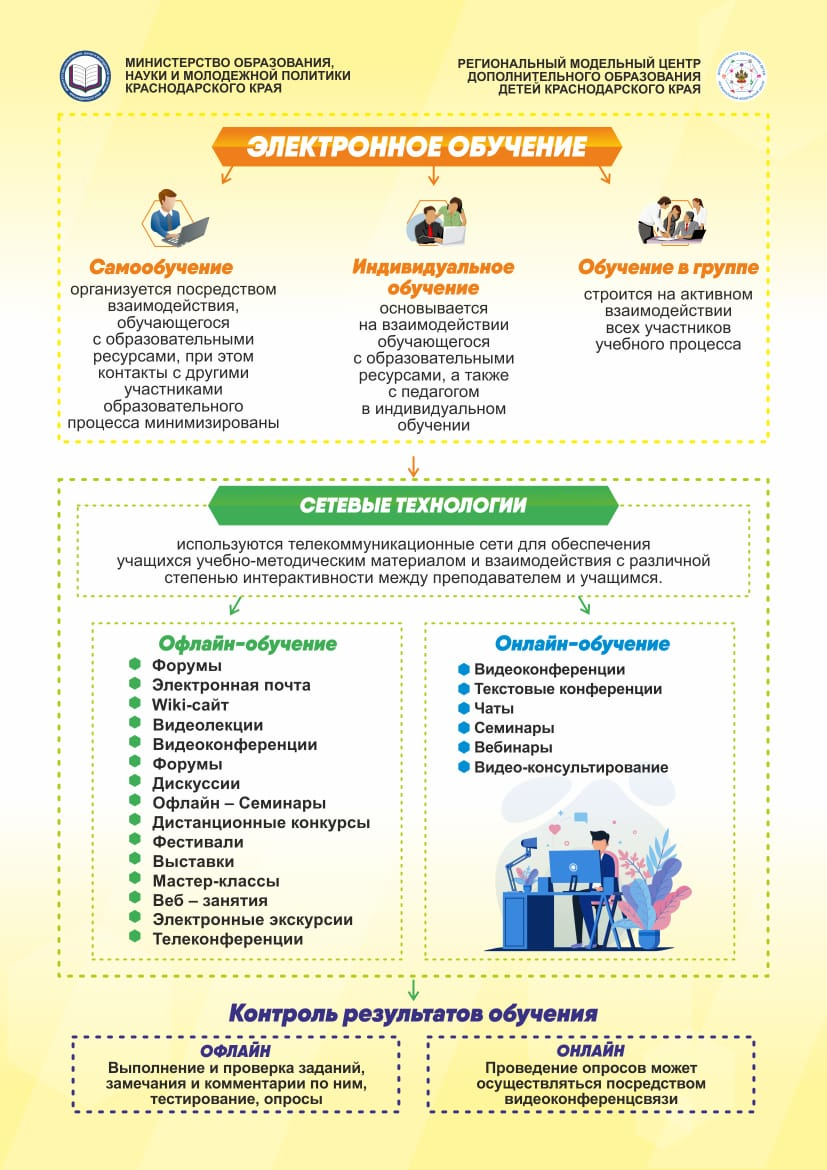 МИНИСТЕРСТВО ОБРАЗОВАНИЯ,
НАУКИ И МОЛОДЕЖНОЙ ПОЛИТИКИ
КРАСНОДАРСКОГО КРАЯ
РЕГИОНАЛЬНЫЙ МОДЕЛЬНЫЙ ЦЕНТР
ДОПОЛНИТЕЛЬНОГО ОБРАЗОВАНИЯ
ДЕТЕЙ КРАСНОДАРСКОГО КРАЯ
ЭЛЕКТРОННОЕ ОБУЧЕНИЕ
Самообучение
организуется посредством
взаимодействия,
обучающегося
с образовательными
ресурсами, при этом
контакты с другими
участниками
образовательного
процесса минимизированы
Индивидуальное
обучение
основывается
на взаимодействии
обучающегося
с образовательными
ресурсами, а также
с педагогом
в индивидуальном
обучении
Обучение в группе
строится на активном
взаимодействии
всех участников
учебного процесса
СЕТЕВЫЕ ТЕХНОЛОГИИ
используются телекоммуникационные сети для обеспечения
учащихся учебно-методическим материалом и взаимодействия с различной
степенью интерактивности между преподавателем и учащимся.
Офлайн-обучение
Форумы
Электронная почта
Wiki-сайт
Видеолекции
Видеоконференции
Форумы
Дискуссии
Офлайн – Семинары
Дистанционные конкурсы
Фестивали
Выставки
Мастер-классы
Веб – занятия
Электронные экскурсии
Телеконференции
Онлайн-обучение
Видеоконференции
Текстовые конференции
Чаты
Семинары
Вебинары
Видео-консультирование
Контроль результатов обучения
ОФЛАЙН
Выполнение и проверка заданий,
замечания и комментарии по ним,
тестирование, опросы
ОНЛАЙН
Проведение опросов может
осуществляться посредством
видеоконференцсвязи